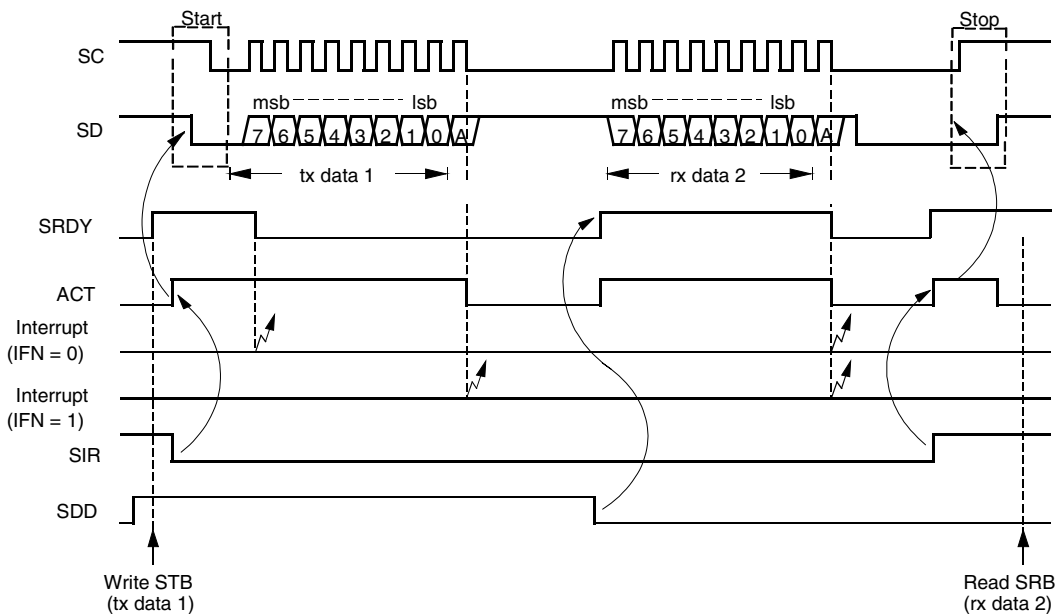 Start
Stop
SC
msb lsb
msb lsb
SD
7 6 5 4 3 2 1 0 A
7 6 5 4 3 2 1 0 A
tx data 1
rx data 2
SRDY
ACT
Interrupt
(IFN = 0)
Interrupt
(IFN = 1)
SIR
SDD
Write STB
(tx data 1)
Read SRB
(rx data 2)